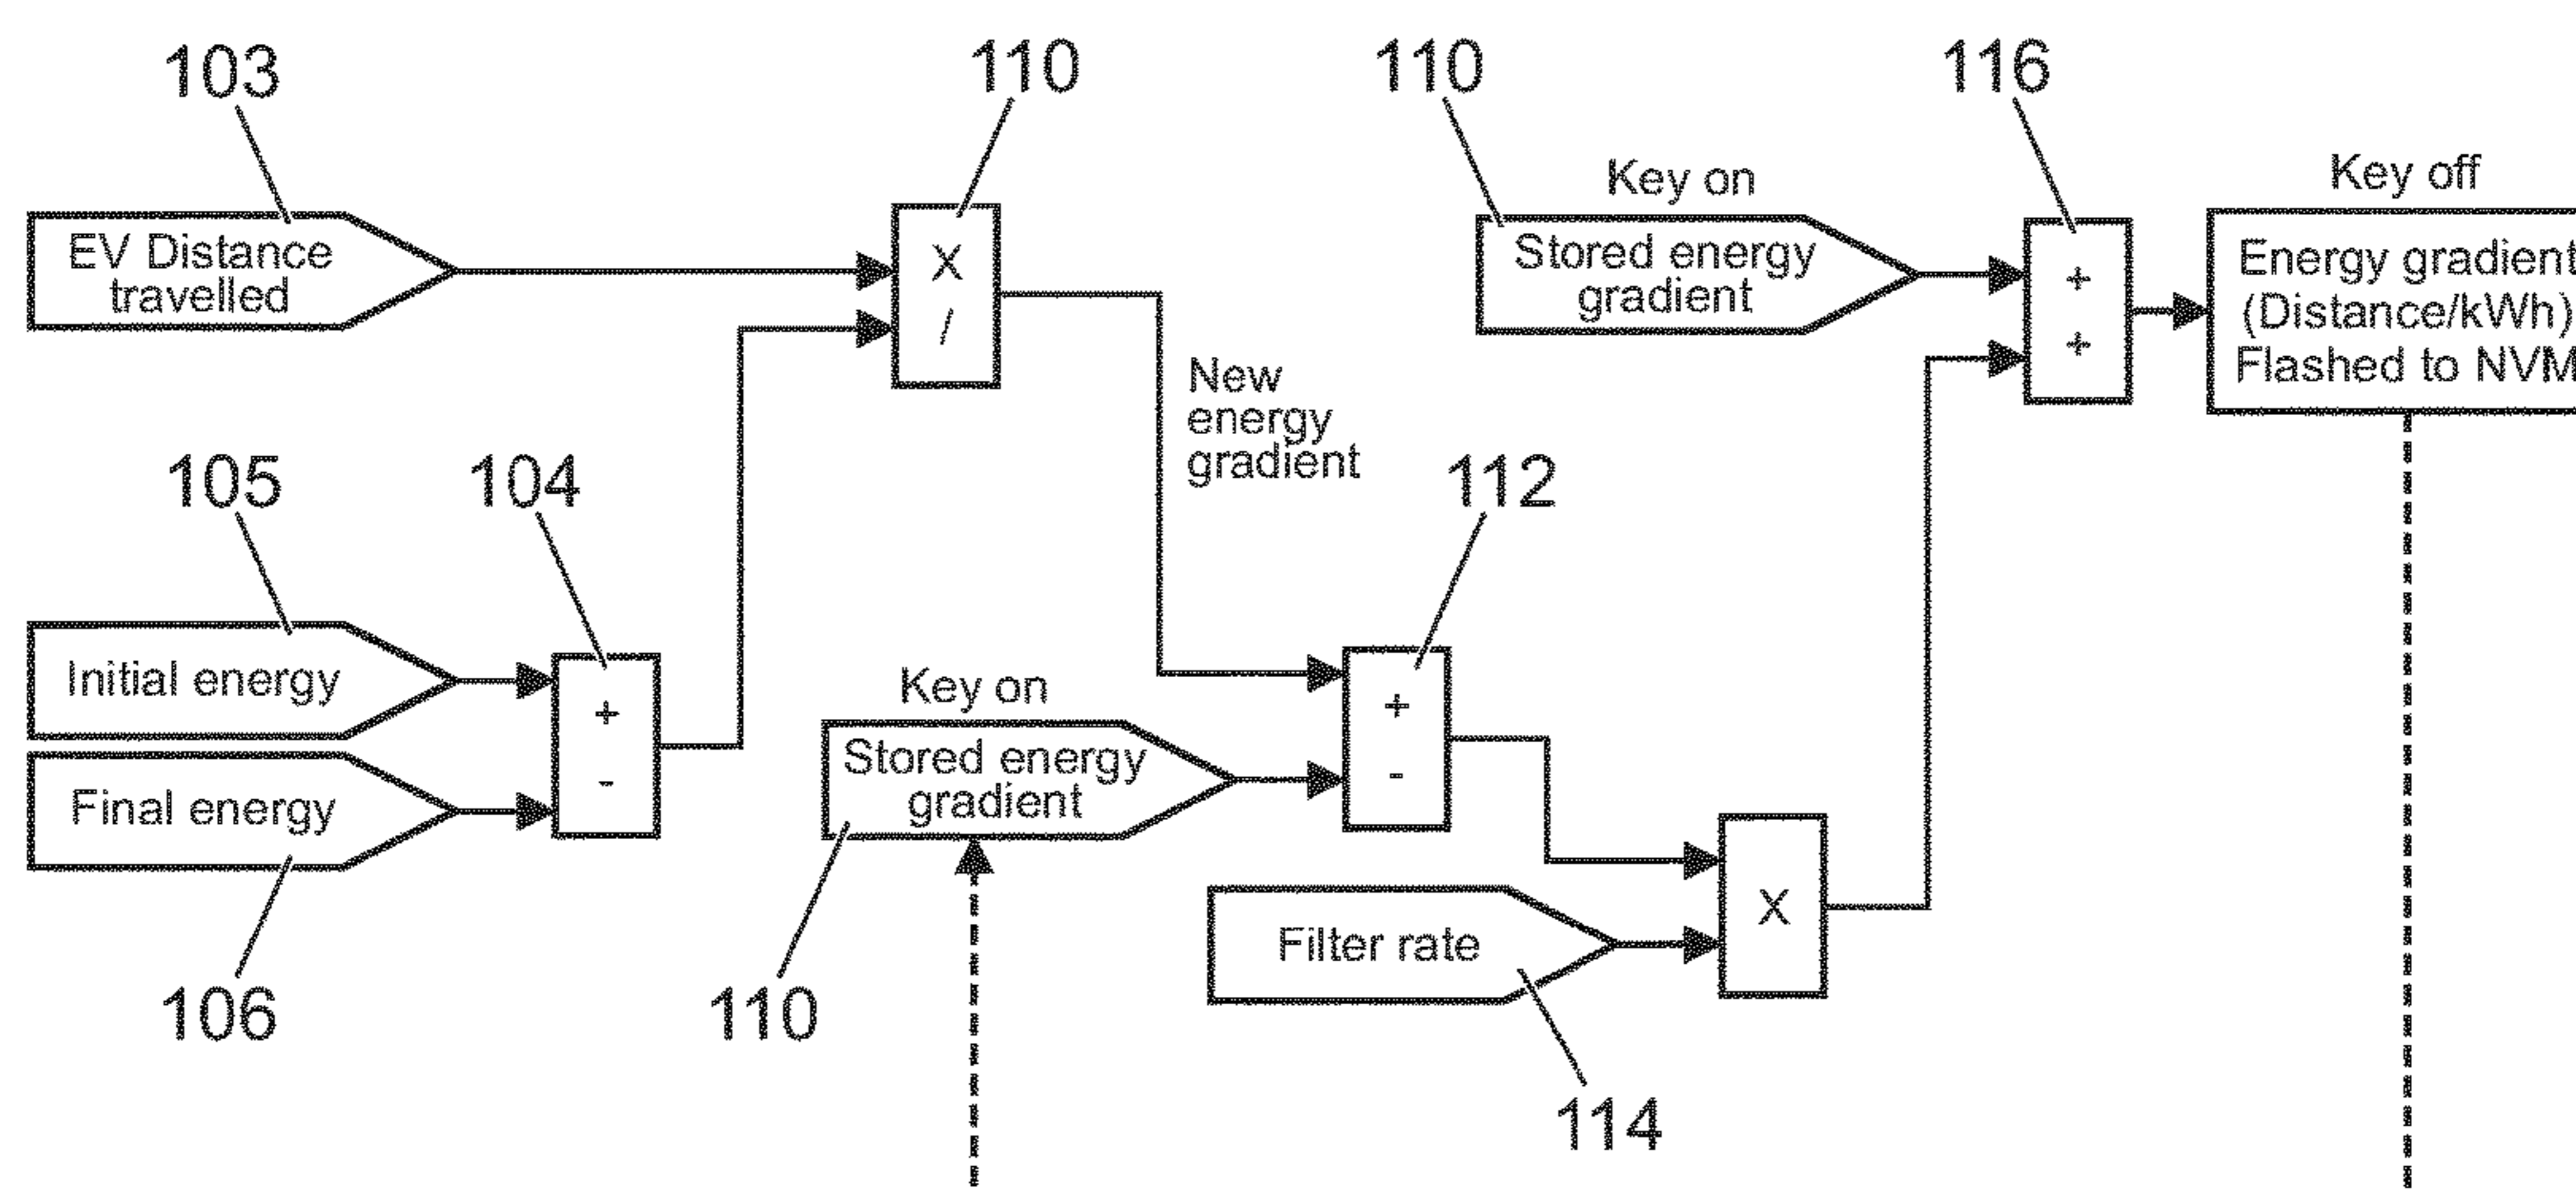 103
110
110
116
Key on
Key off
EV Distance
travelled
X
/
Stored energy
gradient
+
+
Energy gradient
(Distance/kWh)
Flashed to NVM
New
energy
gradient
105
104
112
Initial energy
+
-
Final energy
Key on
Stored energy
gradient
+
-
Filter rate
X
106
110
114